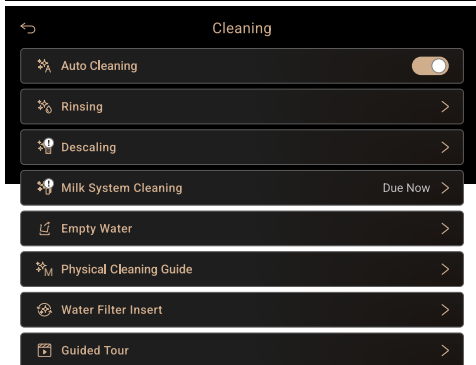 Cleaning
Auto Cleaning
Rinsing
Descaling
Milk System Cleaning Due Now
Empty Water
Physical Cleaning Guide
Water Filter Insert
Guided Tour